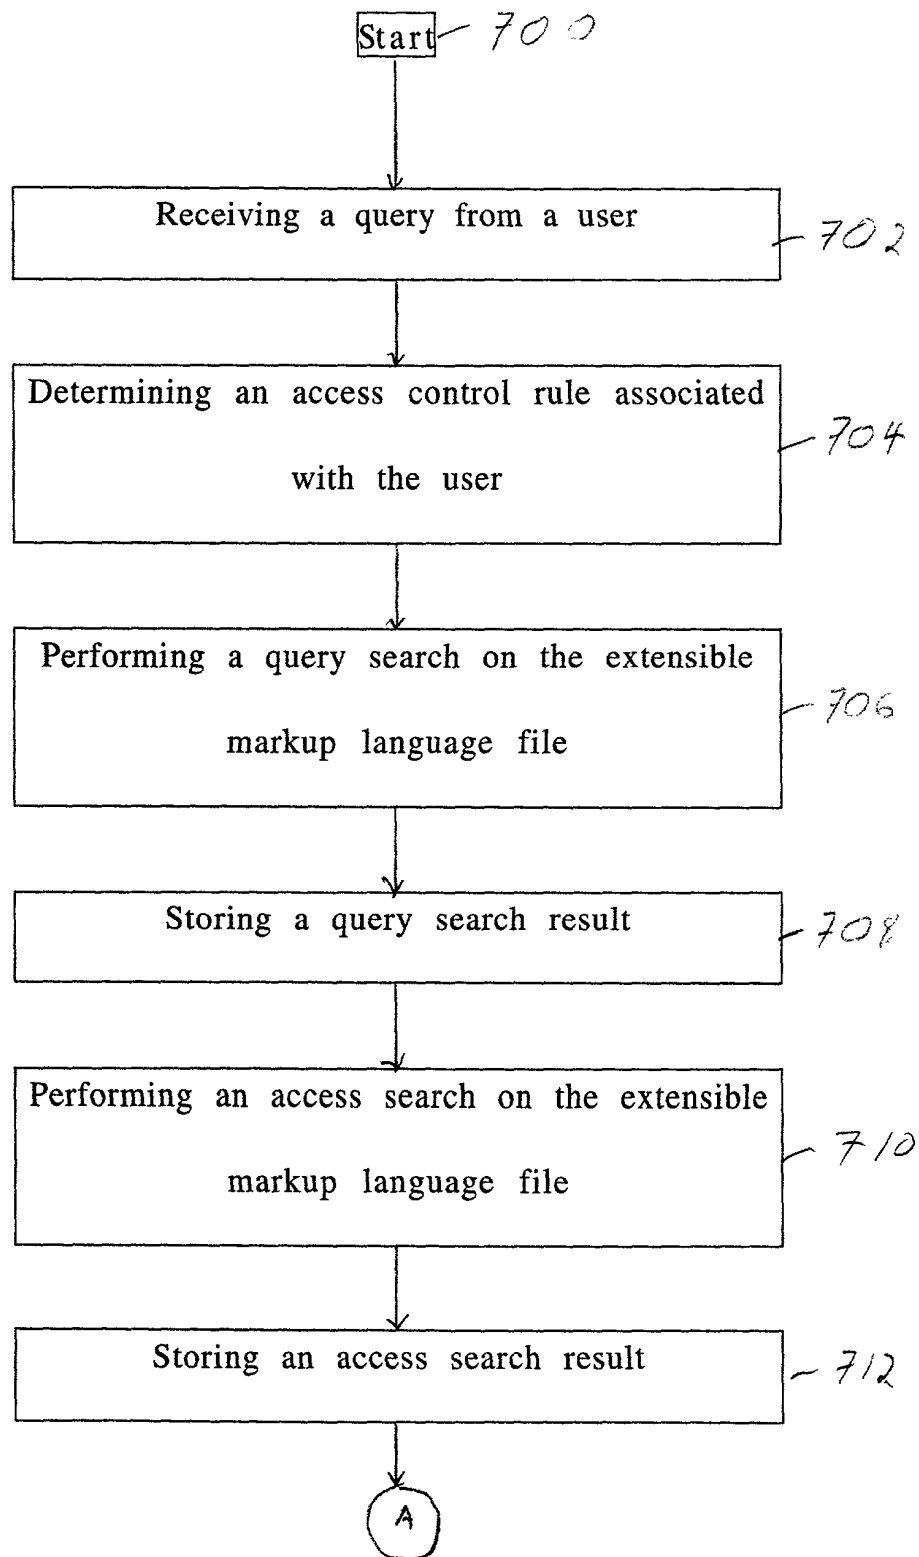 Start 700
Receiving a query from a user
702
Determining an access control rule associated
704
with the user
Performing a query search on the extensible
706
markup language file
Storing a query search result
708
Performing an access search on the extensible
710
markup language file
Storing an access search result
712
A